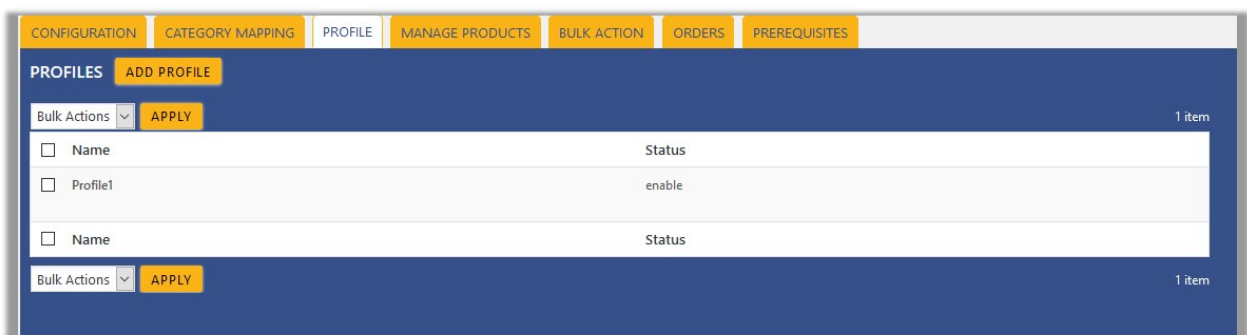 CONFIGURATION CATEGORY MAPPING PROFILE MANAGE PRODUCTS BULK ACTION ORDERS PREREQUISITES
PROFILES ADD PROFILE
Bulk Actions APPLY 1 item
Name Status
Profile1 enable
Name Status
Bulk Actions APPLY 1 item